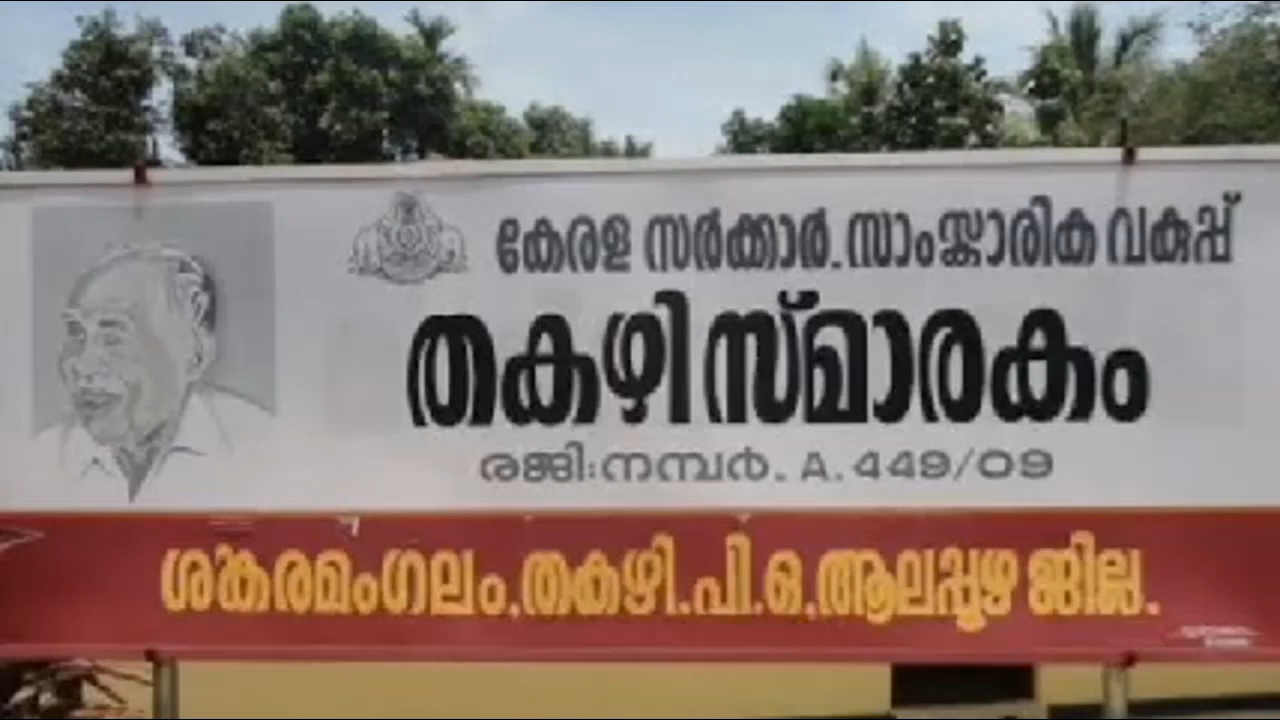 കേരള സർക്കാർ.സാംസ്കാരിക വകുപ്പ്
തകഴി സ്മാരകം
രജി:നമ്പർ. A.449/09
ശങ്കരമംഗലം,തകഴി.പി.ഒ,ആലപ്പുഴ ജില്ല.